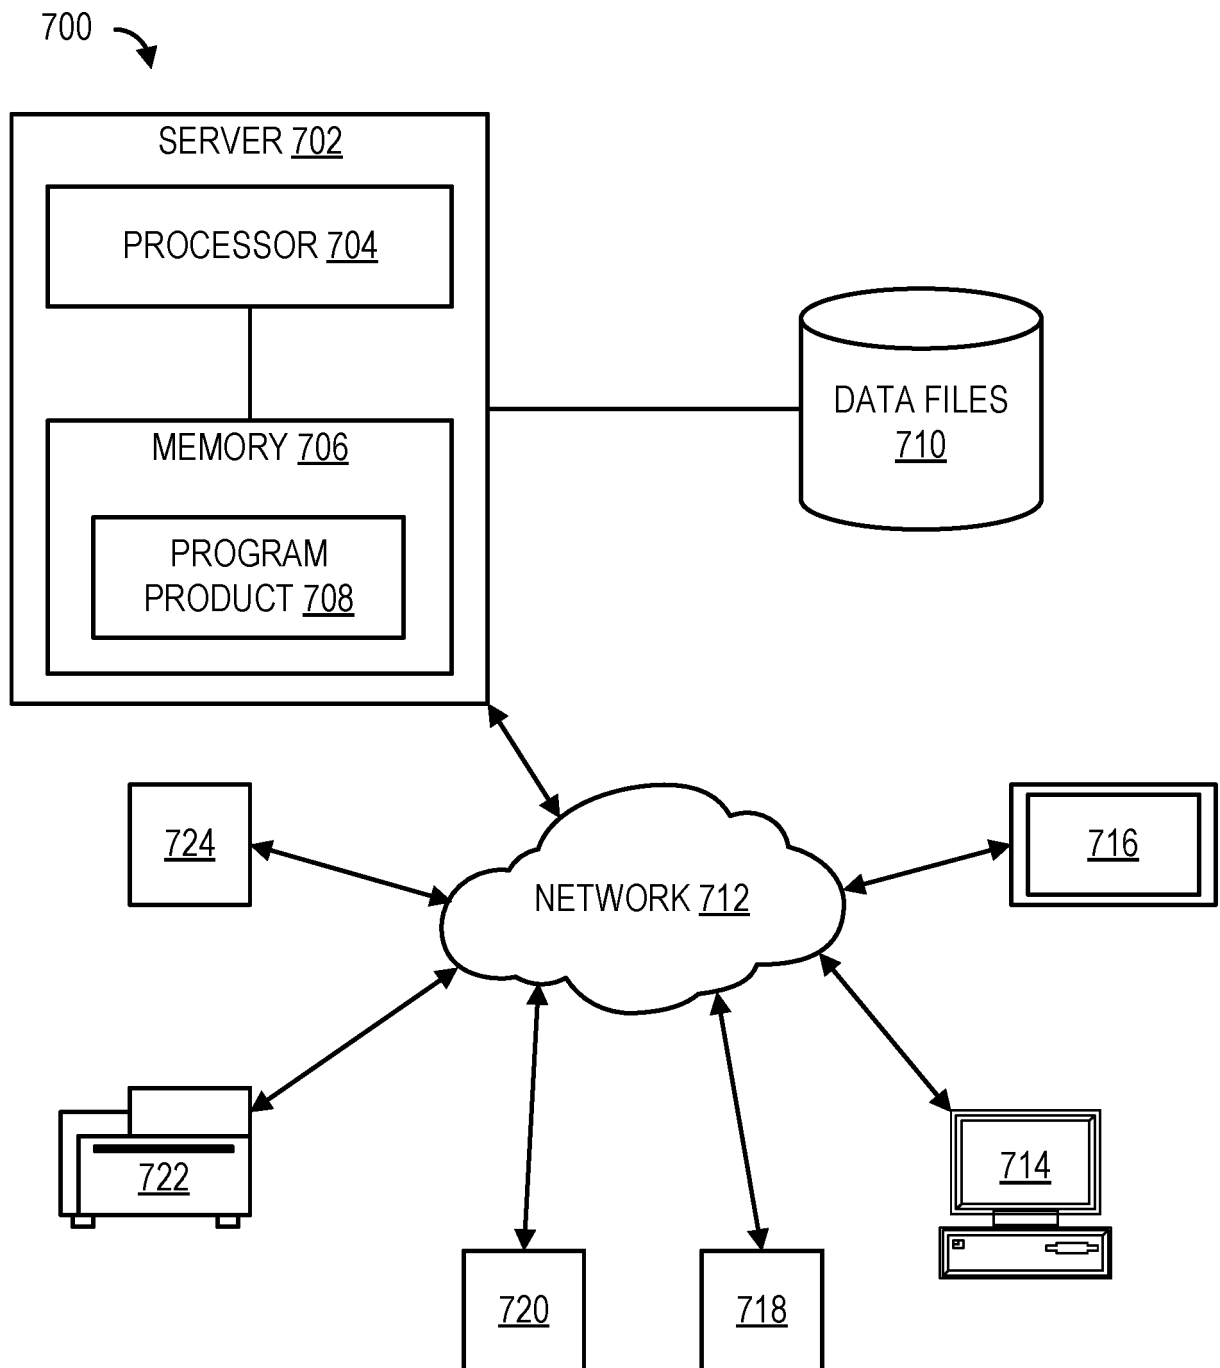 700
SERVER 702
PROCESSOR 704
MEMORY 706
PROGRAM
PRODUCT 708
DATA FILES
710
724
NETWORK 712
716
722
714
720
718